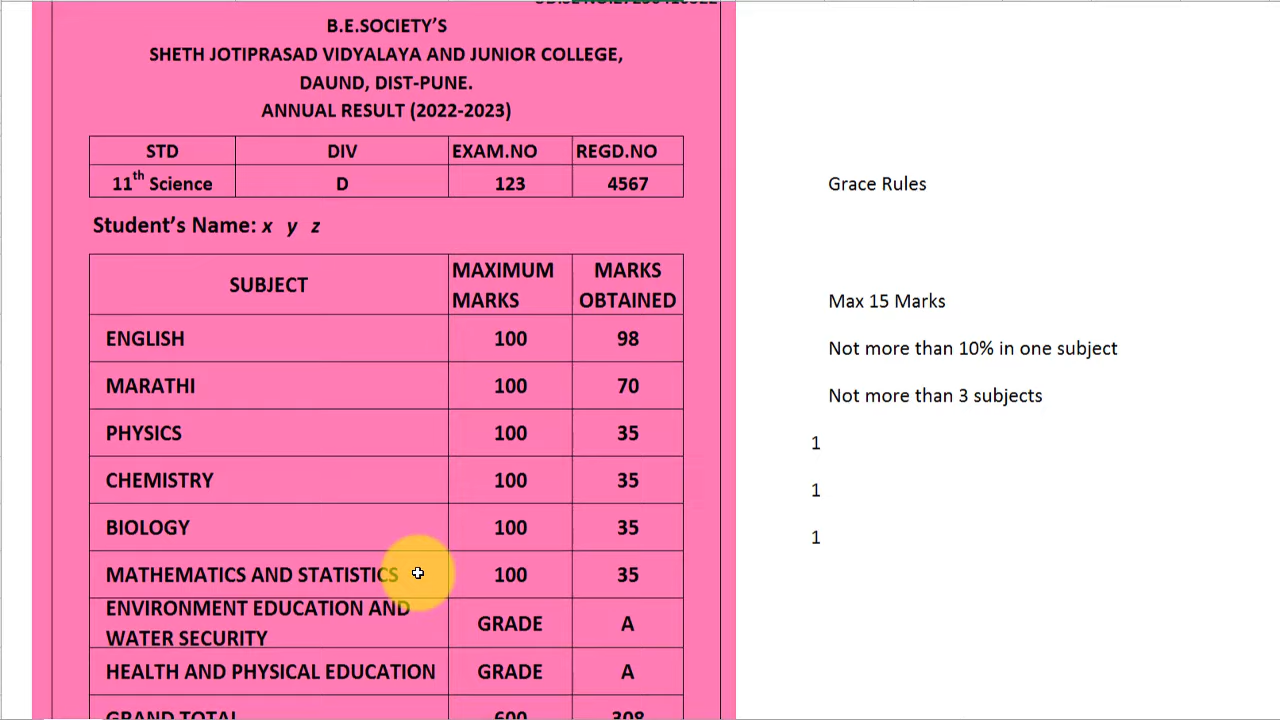 B.E.SOCIETY'S
SHETH JOTIPRASAD VIDYALAYA AND JUNIOR COLLEGE,
DAUND, DIST-PUNE.
ANNUAL RESULT (2022-2023)
STD DIV EXAM.NO REGD.NO
11th Science D 123 4567
Student's Name: x y z
SUBJECT MAXIMUM MARKS MARKS OBTAINED
ENGLISH 100 98
MARATHI 100 70
PHYSICS 100 35
CHEMISTRY 100 35
BIOLOGY 100 35
MATHEMATICS AND STATISTICS 100 35
ENVIRONMENT EDUCATION AND WATER SECURITY GRADE A
HEALTH AND PHYSICAL EDUCATION GRADE A
GRAND TOTAL 600 308
Grace Rules
Max 15 Marks
Not more than 10% in one subject
Not more than 3 subjects
1
1
1